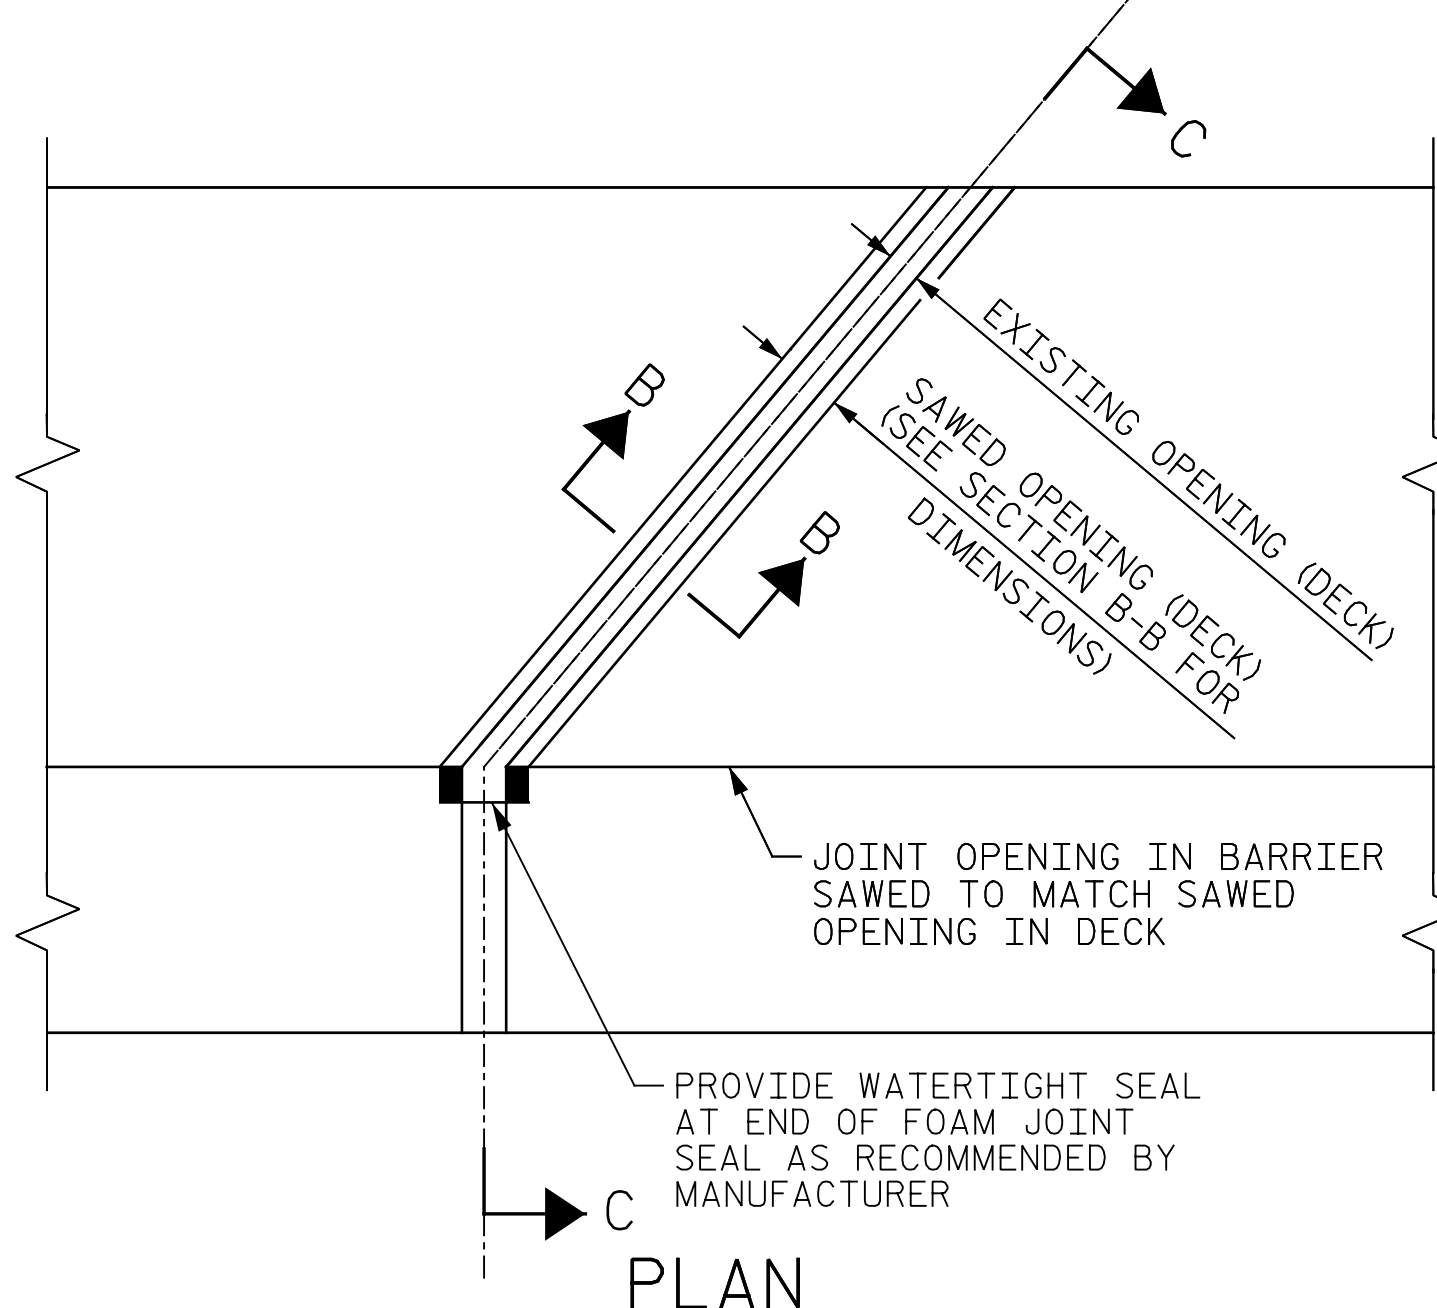 C
B
B
EXISTING OPENING (DECK)
SAWED OPENING (DECK)
(SEE SECTION B-B FOR
DIMENSIONS)
JOINT OPENING IN BARRIER
SAWED TO MATCH SAWED
OPENING IN DECK
PROVIDE WATERTIGHT SEAL
AT END OF FOAM JOINT
SEAL AS RECOMMENDED BY
MANUFACTURER
C
PLAN